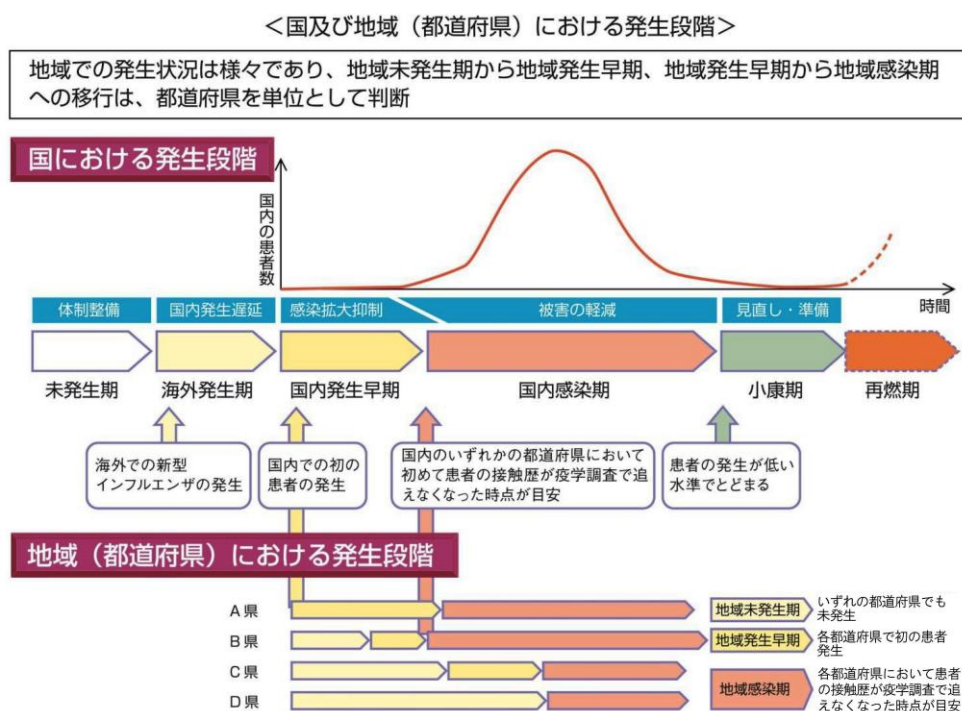 ＜国及び地域（都道府県）における発生段階＞
地域での発生状況は様々であり、地域未発生期から地域発生早期、地域発生早期から地域感染期
への移行は、都道府県を単位として判断
国における発生段階
国内の患者数
時間
体制整備
国内発生遅延
感染拡大抑制
被害の軽減
見直し・準備
未発生期
海外発生期
国内発生早期
国内感染期
小康期
再燃期
海外での新型
インフルエンザの発生
国内での初の
患者の発生
国内のいずれかの都道府県において
初めて患者の接触歴が疫学調査で追
えなくなった時点が目安
患者の発生が低い
水準でとどまる
地域（都道府県）における発生段階
A県
B県
C県
D県
地域未発生期
いずれの都道府県でも
未発生
地域発生早期
各都道府県で初の患者
発生
地域感染期
各都道府県において患者
の接触歴が疫学調査で追
えなくなった時点が目安